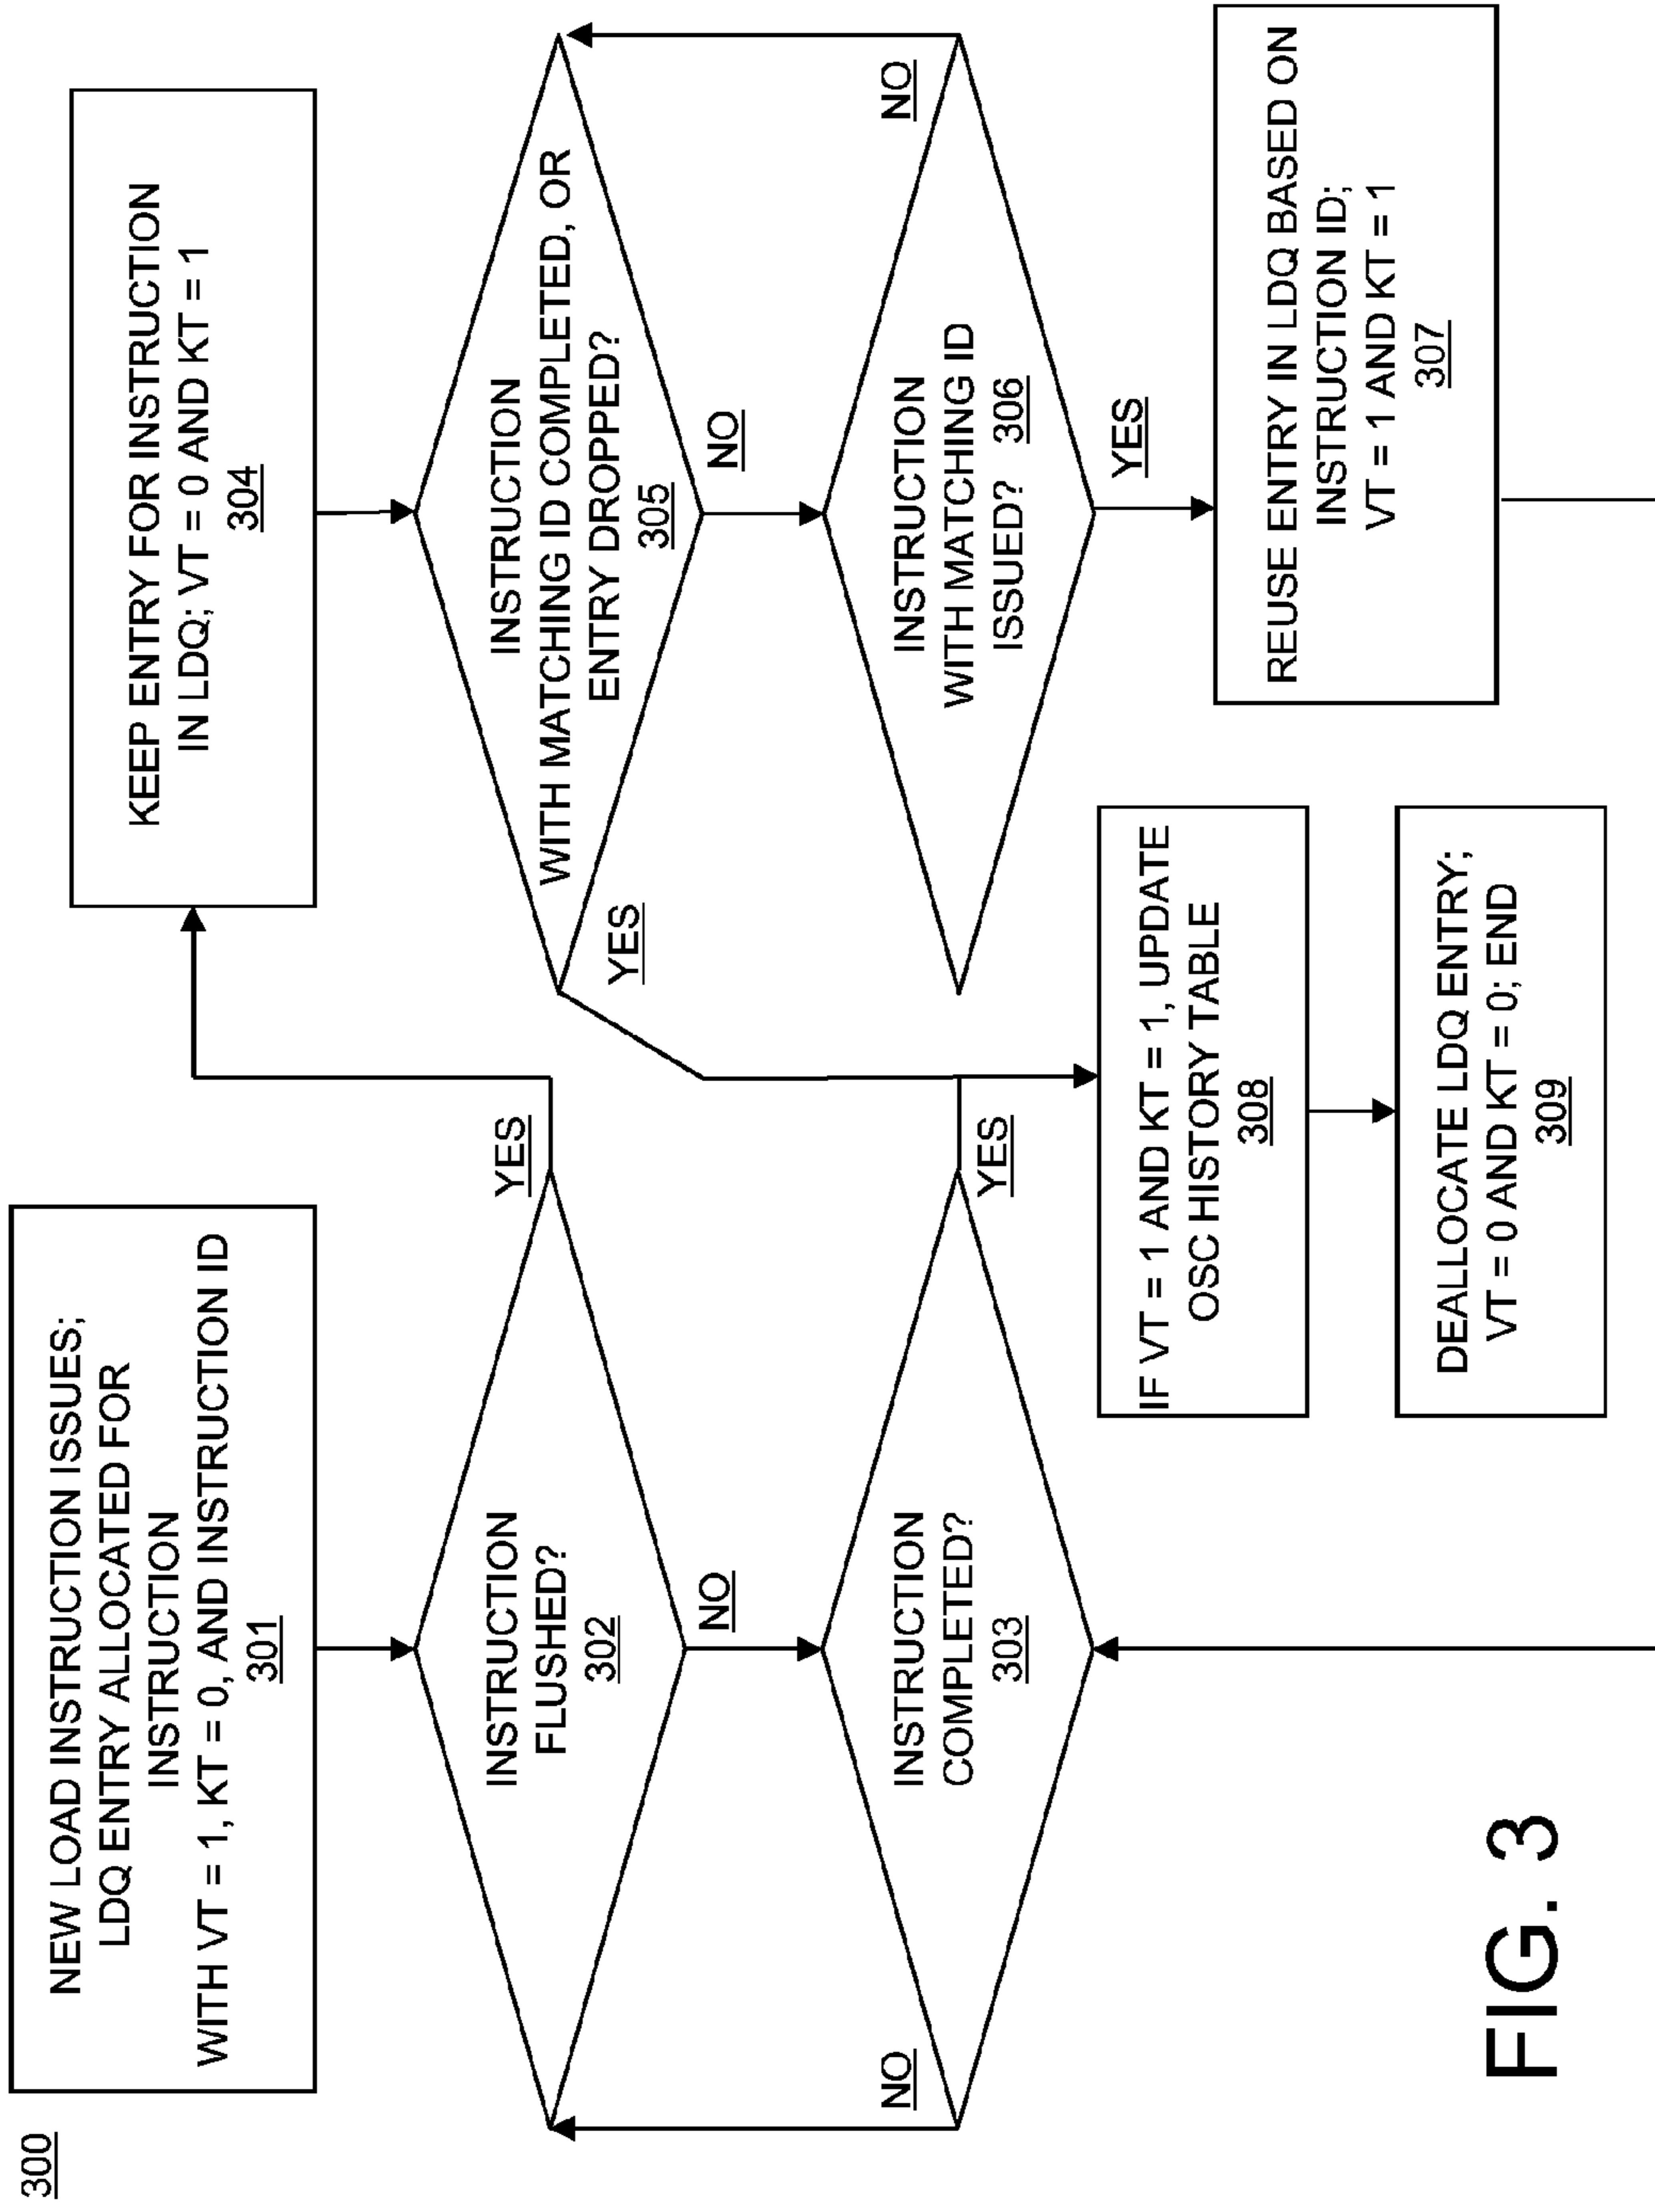 300
NEW LOAD INSTRUCTION ISSUES;
LDQ ENTRY ALLOCATED FOR
INSTRUCTION
WITH VT = 1, KT = 0, AND INSTRUCTION ID
301
INSTRUCTION
FLUSHED?
302
YES
NO
INSTRUCTION
COMPLETED?
303
NO
YES
KEEP ENTRY FOR INSTRUCTION
IN LDQ; VT = 0 AND KT = 1
304
INSTRUCTION
WITH MATCHING ID COMPLETED, OR
ENTRY DROPPED?
305
YES
NO
INSTRUCTION
WITH MATCHING ID
ISSUED? 306
NO
YES
REUSE ENTRY IN LDQ BASED ON
INSTRUCTION ID;
VT = 1 AND KT = 1
307
IF VT = 1 AND KT = 1, UPDATE
OSC HISTORY TABLE
308
DEALLOCATE LDQ ENTRY;
VT = 0 AND KT = 0; END
309
FIG. 3